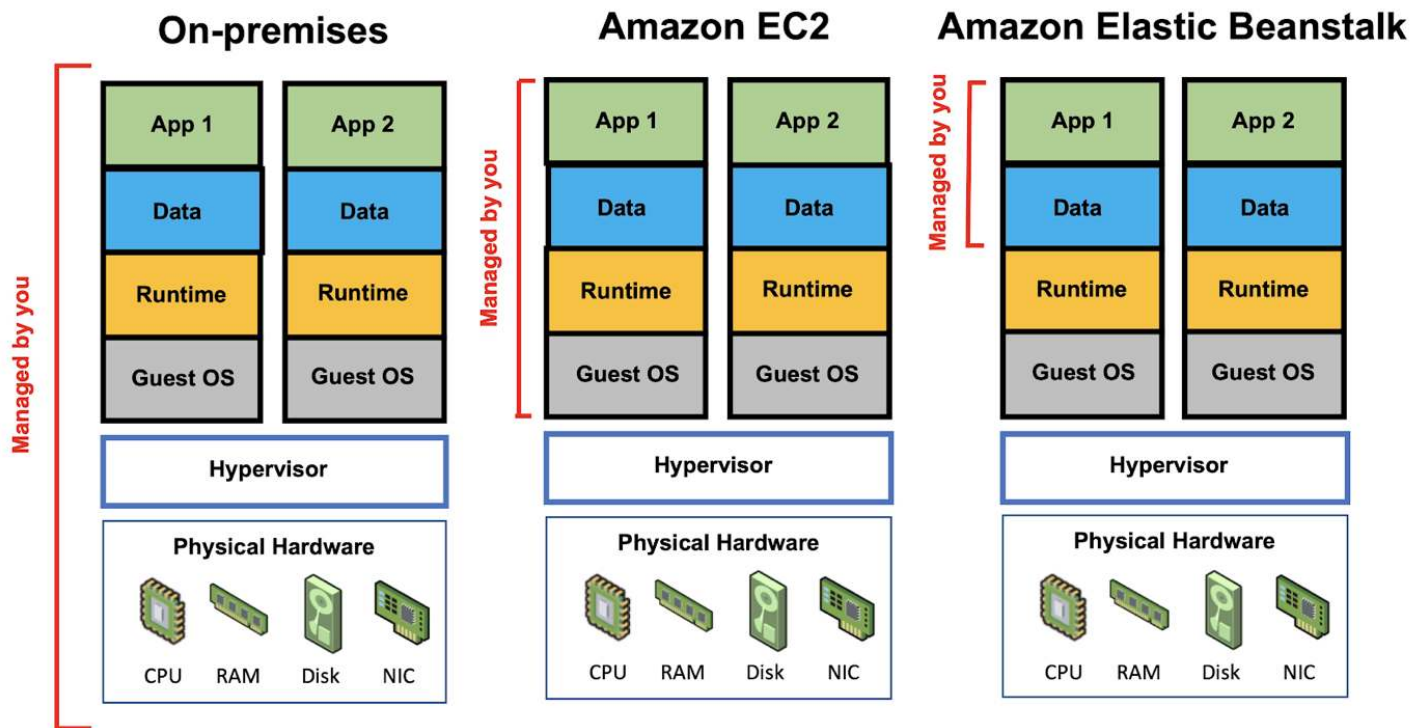 On-premises
Managed by you
App 1
App 2
Data
Data
Runtime
Runtime
Guest OS
Guest OS
Hypervisor
Physical Hardware
CPU
RAM
Disk
NIC
Amazon EC2
Managed by you
App 1
App 2
Data
Data
Runtime
Runtime
Guest OS
Guest OS
Hypervisor
Physical Hardware
CPU
RAM
Disk
NIC
Amazon Elastic Beanstalk
Managed by you
App 1
App 2
Data
Data
Runtime
Runtime
Guest OS
Guest OS
Hypervisor
Physical Hardware
CPU
RAM
Disk
NIC